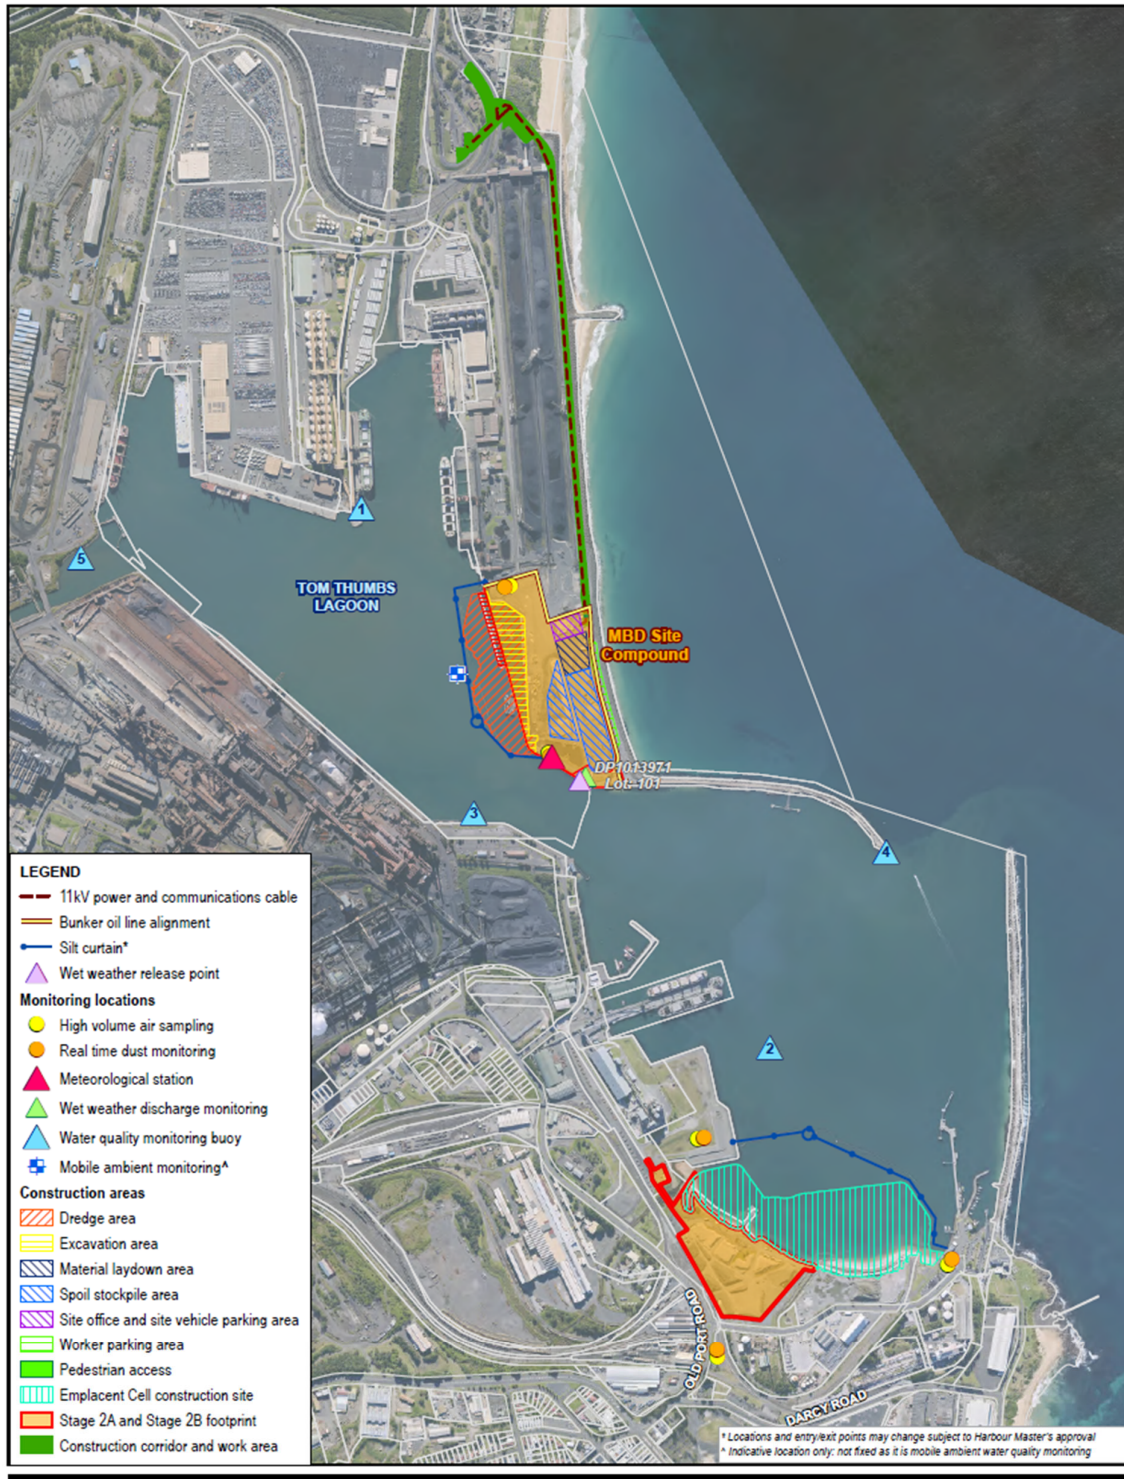 1
5
TOM THUMBS
LAGOON
MBD Site
Compound
DP1013971
Lot: 101
3
4
2
OLD PORT ROAD
DARCY ROAD
LEGEND
11kV power and communications cable
Bunker oil line alignment
Silt curtain*
Wet weather release point
Monitoring locations
High volume air sampling
Real time dust monitoring
Meteorological station
Wet weather discharge monitoring
Water quality monitoring buoy
Mobile ambient monitoring^
Construction areas
Dredge area
Excavation area
Material laydown area
Spoil stockpile area
Site office and site vehicle parking area
Worker parking area
Pedestrian access
Emplacent Cell construction site
Stage 2A and Stage 2B footprint
Construction corridor and work area
* Locations and entry/exit points may change subject to Harbour Master's approval
^ Indicative location only: not fixed as it is mobile ambient water quality monitoring